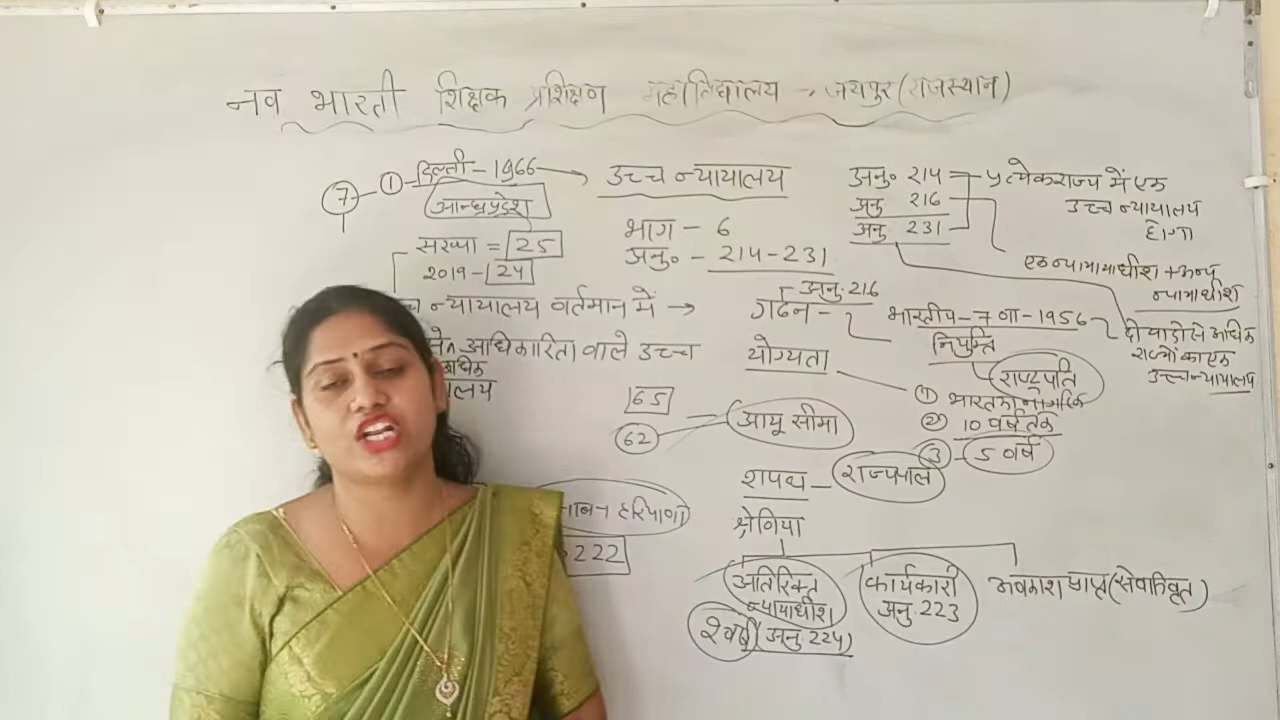 नव भारती शिक्षक प्रशिक्षण महाविद्यालय → जयपुर (राजस्थान)
7 - 1 - दिल्ली - 1966 → उच्च न्यायालय
आन्ध्रप्रदेश
संख्या = 25
2019 - 24
भाग - 6
अनु॰ - 214-231
अनु॰ 214 - प्रत्येक राज्य में एक उच्च न्यायालय होगा
अनु 216
अनु 231
एक न्यायाधीश + अन्य न्यायाधीश
दो या दो से अधिक राज्यों का एक उच्च न्यायालय
न्यायालय वर्तमान में →
अधिकारिता वाले उच्च
अनु. 216
गठन -
7 वा - 1956
नियुक्ति
राष्ट्रपति
योग्यता
① भारत का नागरिक
② 10 वर्ष तक
③ - 5 वर्ष
65
62
आयु सीमा
शपथ - राज्यपाल
हरियाणा
222
श्रेणिया
अतिरिक्त न्यायाधीश
2 वर्ष (अनु. 224)
कार्यकारी
अनु. 223
अवकाश प्राप्त (सेवानिवृत)